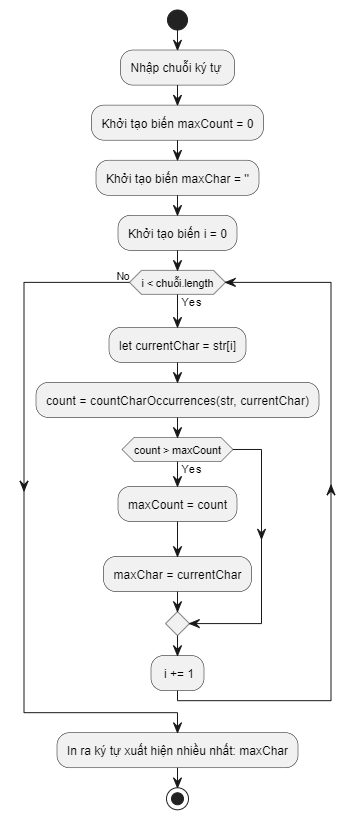 Nhập chuỗi ký tự
Khởi tạo biến maxCount = 0
Khởi tạo biến maxChar = ''
Khởi tạo biến i = 0
No
i < chuỗi.length
Yes
let currentChar = str[i]
count = countCharOccurrences(str, currentChar)
count > maxCount
Yes
maxCount = count
maxChar = currentChar
i += 1
In ra ký tự xuất hiện nhiều nhất: maxChar